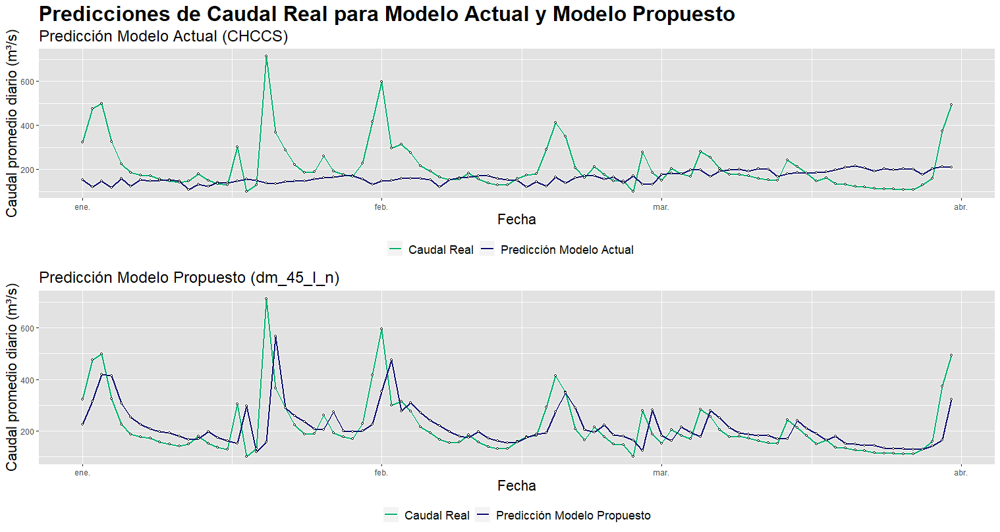 Predicciones de Caudal Real para Modelo Actual y Modelo Propuesto
Predicción Modelo Actual (CHCCS)
Caudal promedio diario (m³/s)
600
400
200
ene.
feb.
mar.
abr.
Fecha
Caudal Real
Predicción Modelo Actual
Predicción Modelo Propuesto (dm_45_l_n)
Caudal promedio diario (m³/s)
600
400
200
ene.
feb.
mar.
abr.
Fecha
Caudal Real
Predicción Modelo Propuesto